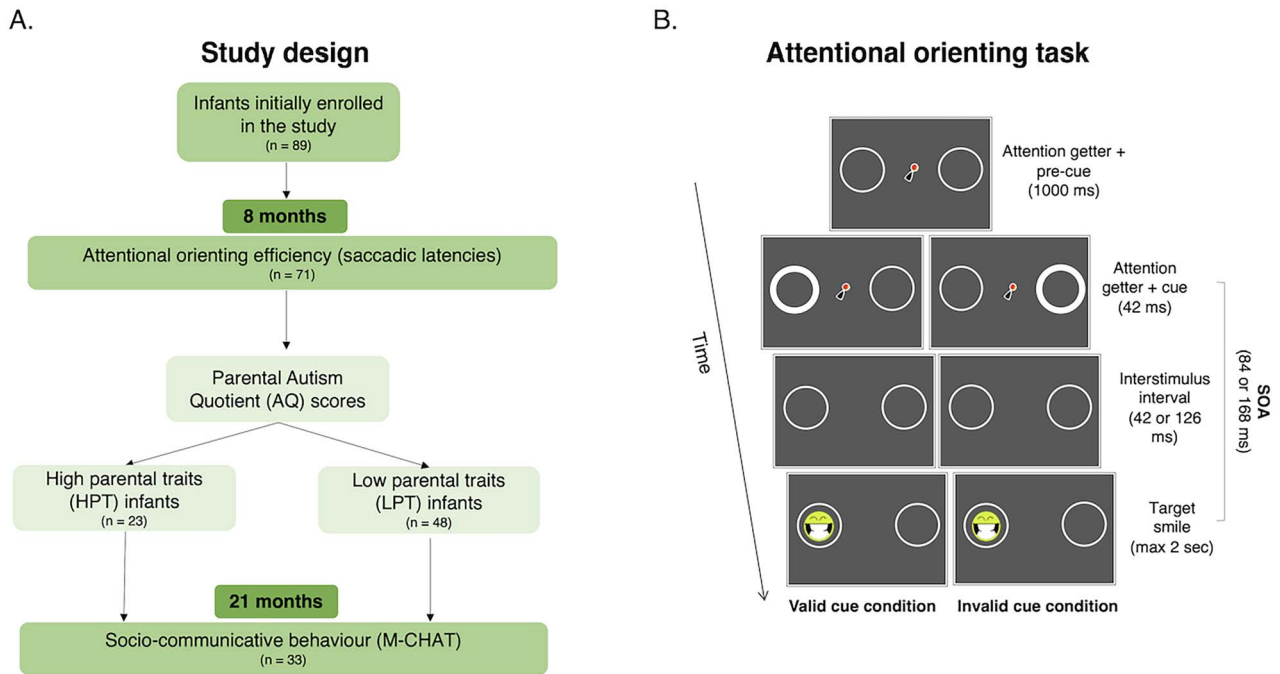 A.
Study design
Infants initially enrolled
in the study
(n = 89)
8 months
Attentional orienting efficiency (saccadic latencies)
(n = 71)
Parental Autism
Quotient (AQ) scores
High parental traits
(HPT) infants
(n = 23)
Low parental traits
(LPT) infants
(n = 48)
21 months
Socio-communicative behaviour (M-CHAT)
(n = 33)
B.
Attentional orienting task
Time
Attention getter +
pre-cue
(1000 ms)
Attention
getter + cue
(42 ms)
Interstimulus
interval
(42 or 126
ms)
Target
smile
(max 2 sec)
SOA
(84 or 168 ms)
Valid cue condition
Invalid cue condition